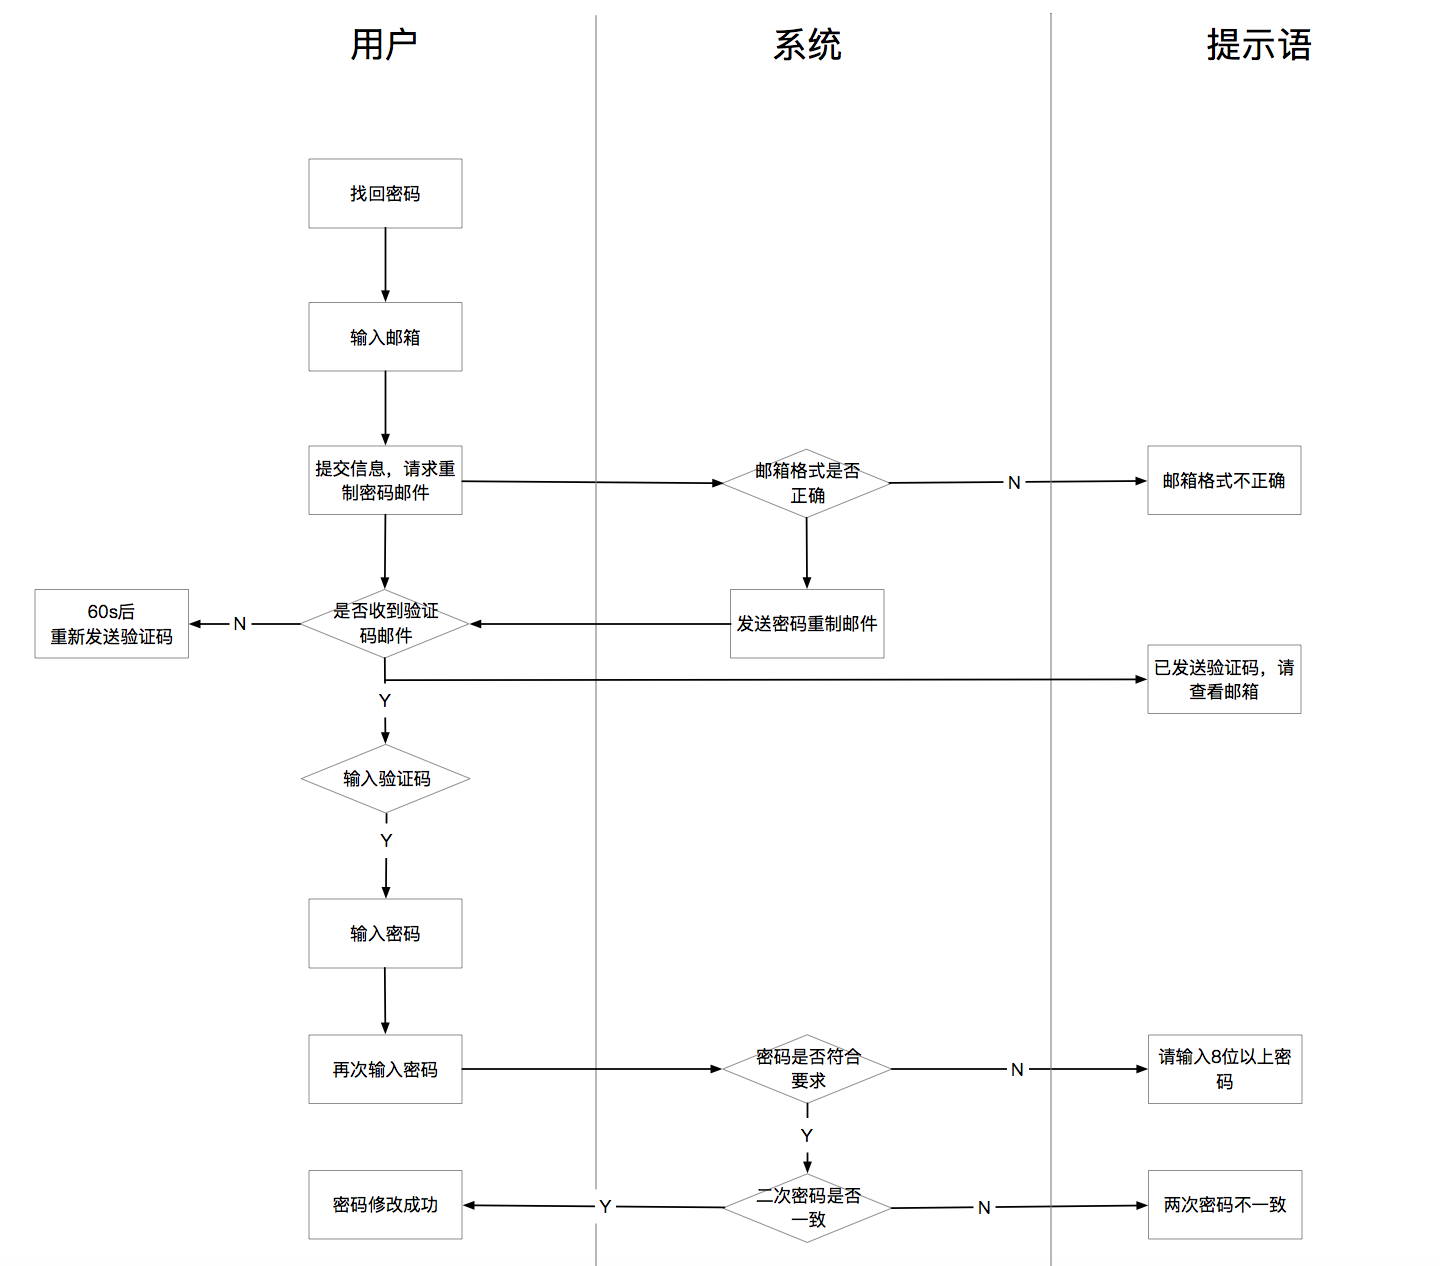 用户
系统
提示语
找回密码
输入邮箱
提交信息，请求重
制密码邮件
邮箱格式是否
正确
N
邮箱格式不正确
60s后
重新发送验证码
N
是否收到验证
码邮件
发送密码重制邮件
已发送验证码，请
查看邮箱
Y
输入验证码
Y
输入密码
再次输入密码
密码是否符合
要求
N
请输入8位以上密
码
Y
密码修改成功
Y
二次密码是否
一致
N
两次密码不一致